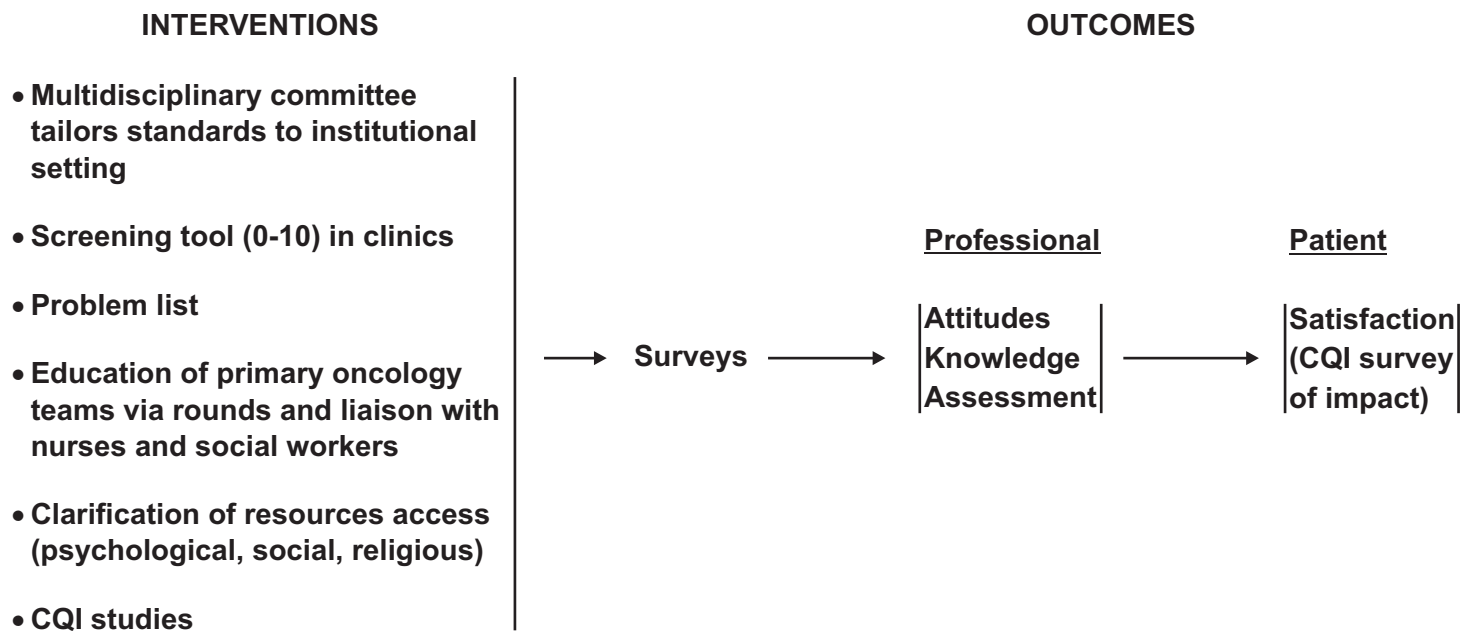 INTERVENTIONS
• Multidisciplinary committee
tailors standards to institutional
setting
• Screening tool (0-10) in clinics
• Problem list
• Education of primary oncology
teams via rounds and liaison with
nurses and social workers
• Clarification of resources access
(psychological, social, religious)
• CQI studies
Surveys
OUTCOMES
Professional
Attitudes
Knowledge
Assessment
Patient
Satisfaction
(CQI survey
of impact)